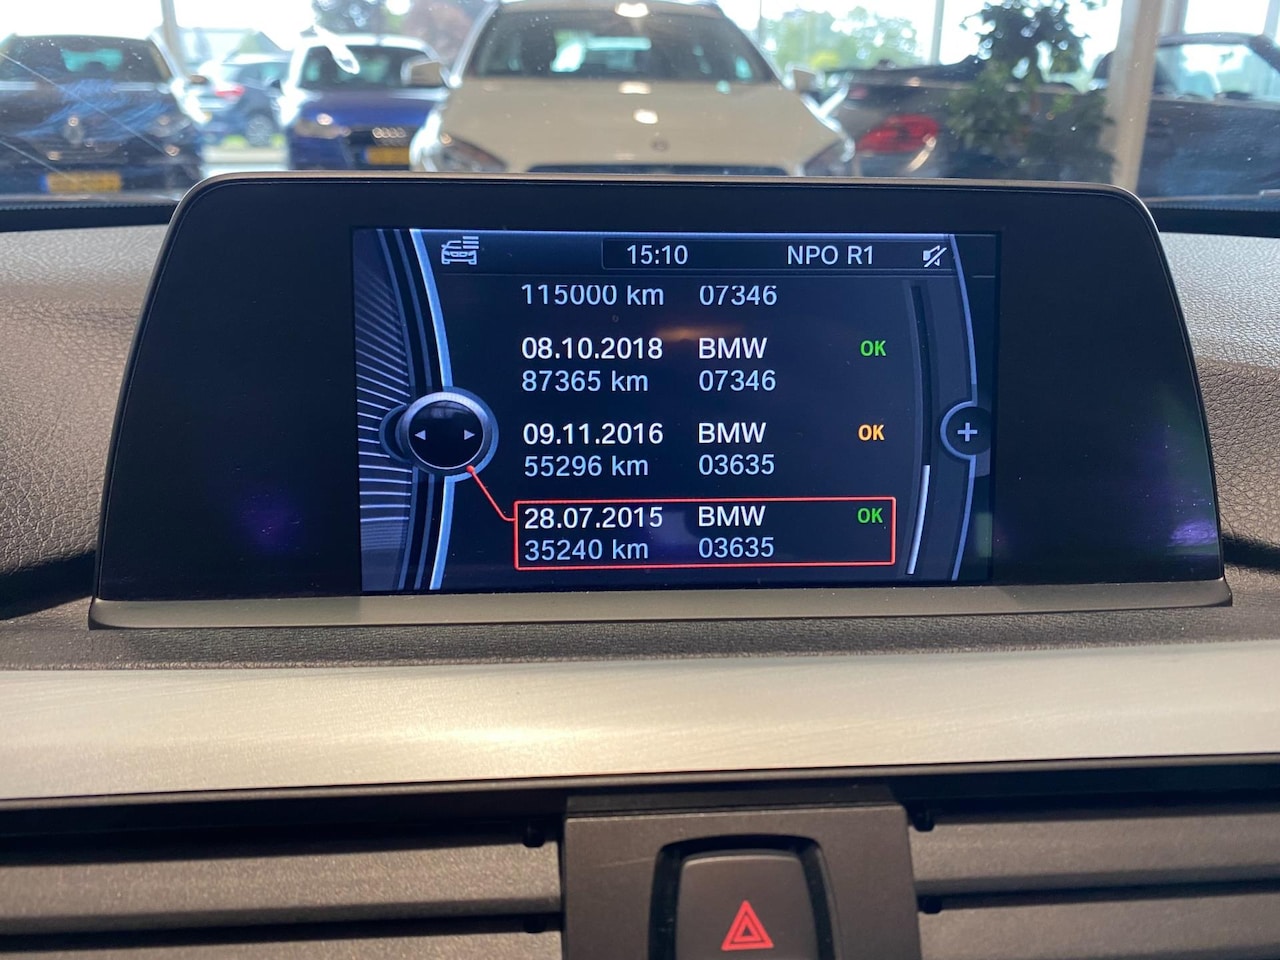 15:10 NPO R1
115000 km 07346
08.10.2018 BMW OK
87365 km 07346
09.11.2016 BMW OK
55296 km 03635
28.07.2015 BMW OK
35240 km 03635